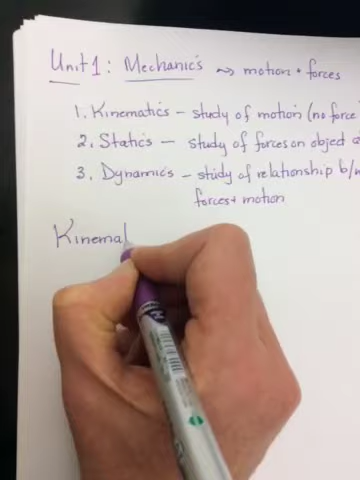 Unit 1: Mechanics ~> motion + forces
1. Kinematics – study of motion (no force
2. Statics – study of forces on object
3. Dynamics – study of relationship b/w
forces + motion
Kinemat